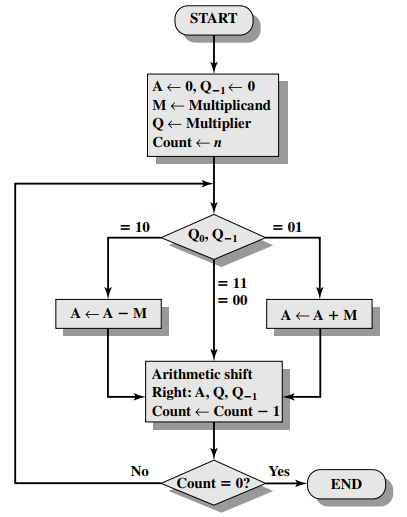 START
A ← 0, Q₋₁ ← 0
M ← Multiplicand
Q ← Multiplier
Count ← n
= 10
Q₀, Q₋₁
= 01
= 11
= 00
A ← A − M
A ← A + M
Arithmetic shift
Right: A, Q, Q₋₁
Count ← Count − 1
No
Count = 0?
Yes
END